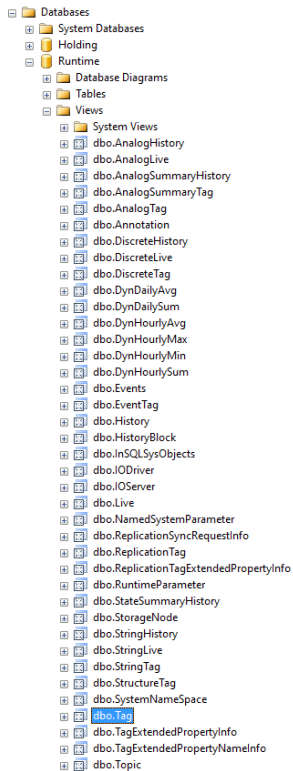 Databases
System Databases
Holding
Runtime
Database Diagrams
Tables
Views
System Views
dbo.AnalogHistory
dbo.AnalogLive
dbo.AnalogSummaryHistory
dbo.AnalogSummaryTag
dbo.AnalogTag
dbo.Annotation
dbo.DiscreteHistory
dbo.DiscreteLive
dbo.DiscreteTag
dbo.DynDailyAvg
dbo.DynDailySum
dbo.DynHourlyAvg
dbo.DynHourlyMax
dbo.DynHourlyMin
dbo.DynHourlySum
dbo.Events
dbo.EventTag
dbo.History
dbo.HistoryBlock
dbo.InSQLSysObjects
dbo.IODriver
dbo.IOServer
dbo.Live
dbo.NamedSystemParameter
dbo.ReplicationSyncRequestInfo
dbo.ReplicationTag
dbo.ReplicationTagExtendedPropertyInfo
dbo.RuntimeParameter
dbo.StateSummaryHistory
dbo.StorageNode
dbo.StringHistory
dbo.StringLive
dbo.StringTag
dbo.StructureTag
dbo.SystemNameSpace
dbo.Tag
dbo.TagExtendedPropertyInfo
dbo.TagExtendedPropertyNameInfo
dbo.Topic